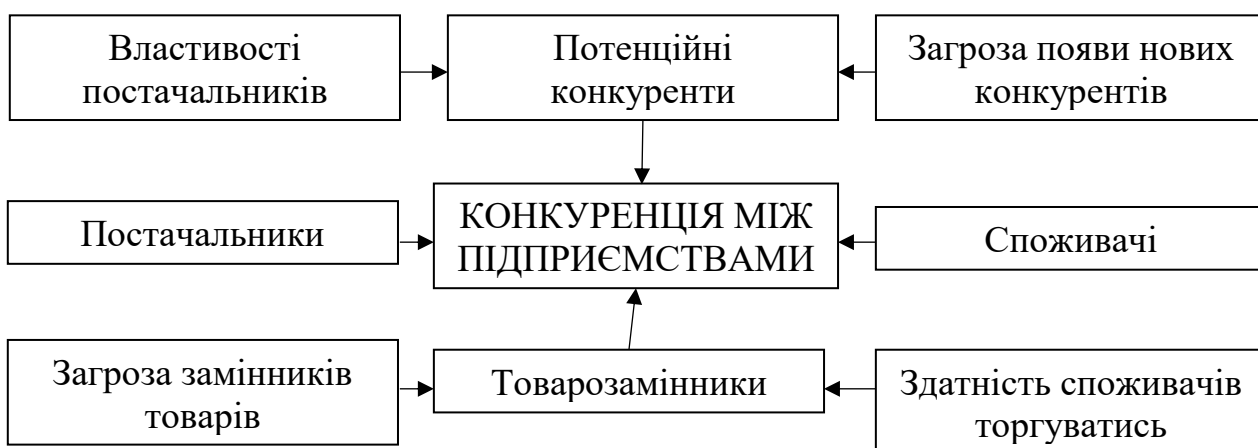 Властивості
постачальників
Потенційні
конкуренти
Загроза появи нових
конкурентів
Постачальники
КОНКУРЕНЦІЯ МІЖ
ПІДПРИЄМСТВАМИ
Споживачі
Загроза замінників
товарів
Товарозамінники
Здатність споживачів
торгуватись